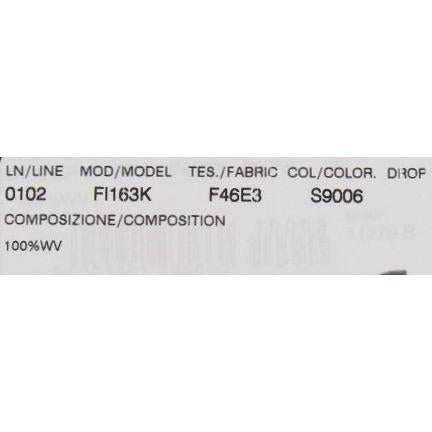 LN/LINE MOD/MODEL TES./FABRIC COL/COLOR. DROP
0102 FI163K F46E3 S9006
COMPOSIZIONE/COMPOSITION
100%WV